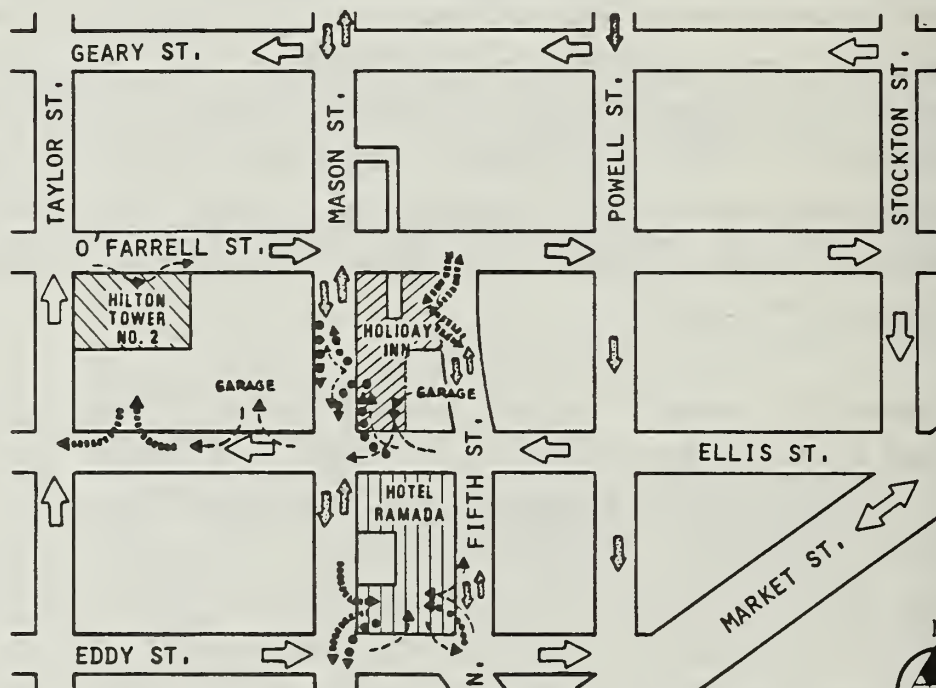 GEARY ST.
TAYLOR ST.
MASON ST.
POWELL ST.
STOCKTON ST.
O'FARRELL ST.
HILTON
TOWER
NO. 2
HOLIDAY
INN
GARAGE
GARAGE
ELLIS ST.
HOTEL
RAMADA
N. FIFTH ST.
MARKET ST.
EDDY ST.